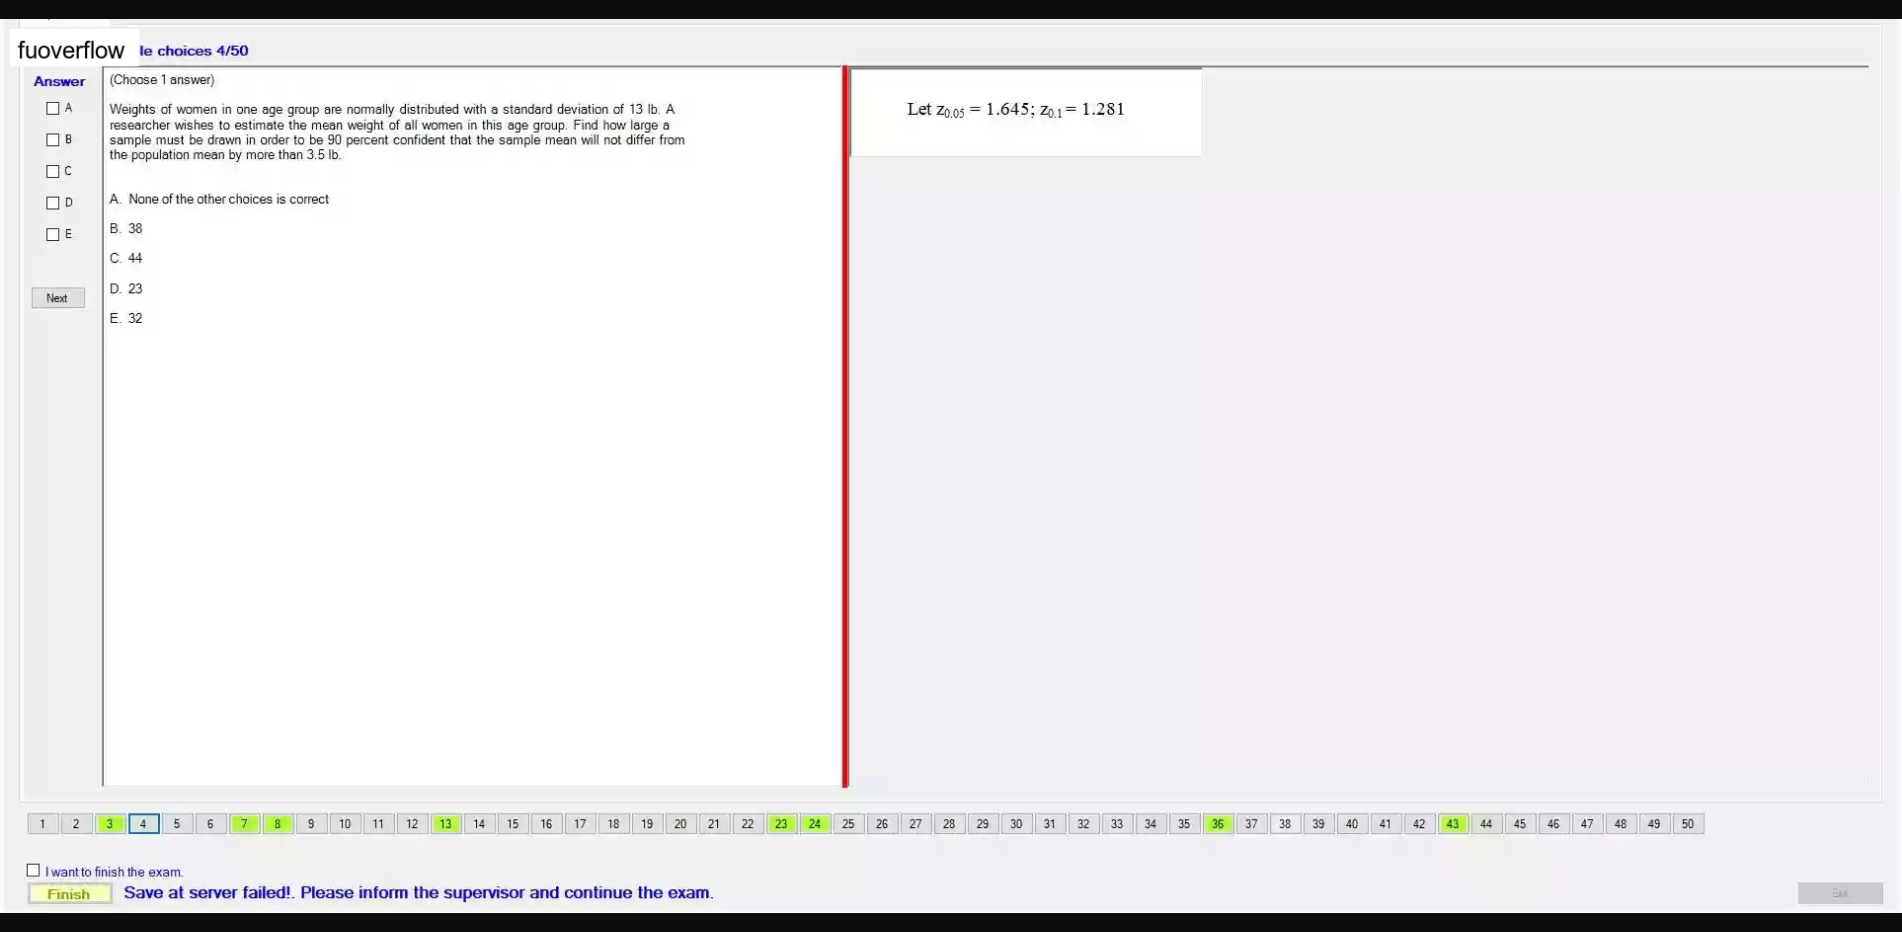 fuoverflow
le choices 4/50
Answer
A
B
C
D
E
Next
(Choose 1 answer)
Weights of women in one age group are normally distributed with a standard deviation of 13 lb. A
researcher wishes to estimate the mean weight of all women in this age group. Find how large a
sample must be drawn in order to be 90 percent confident that the sample mean will not differ from
the population mean by more than 3.5 lb.
A. None of the other choices is correct
B. 38
C. 44
D. 23
E. 32
Let z0.05 = 1.645; z0.1 = 1.281
1 2 3 4 5 6 7 8 9 10 11 12 13 14 15 16 17 18 19 20 21 22 23 24 25 26 27 28 29 30 31 32 33 34 35 36 37 38 39 40 41 42 43 44 45 46 47 48 49 50
I want to finish the exam.
Finish
Save at server failed!. Please inform the supervisor and continue the exam.